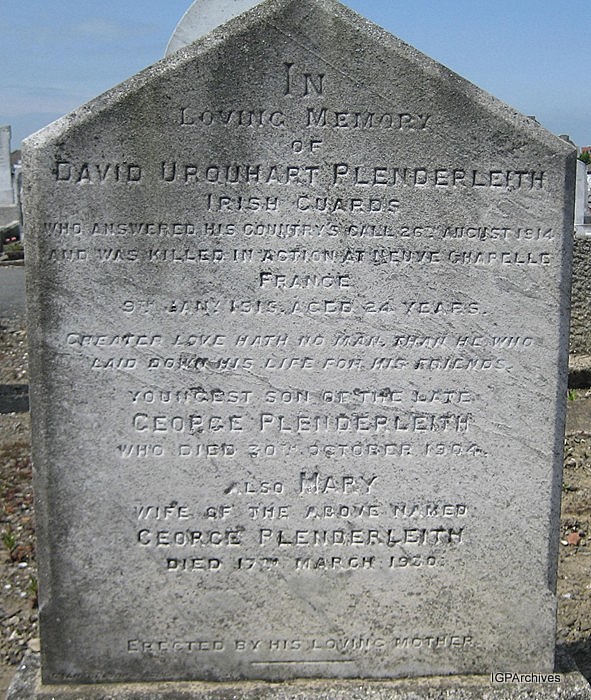 In
Loving Memory
of
David Urquhart Plenderleith
Irish Guards
who answered his country's call 26th August 1914
and was killed in action at Neuve Chapelle
France
9th Jany. 1915. aged 24 years.
Greater love hath no man, than he who
laid down his life for his friends.
Youngest son of the late
George Plenderleith
who died 30th October 1904.
Also Mary
wife of the above named
George Plenderleith
died 17th March 1930.
Erected by his loving mother.
IGPArchives